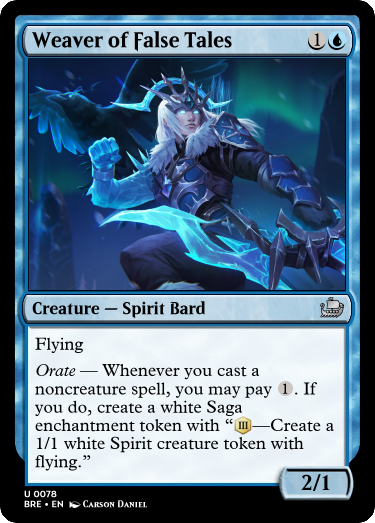 Weaver of False Tales 1
Creature — Spirit Bard
Flying
Orate — Whenever you cast a
noncreature spell, you may pay 1. If
you do, create a white Saga
enchantment token with “III—Create a
1/1 white Spirit creature token with
flying.”
2/1
U 0078
BRE • EN Carson Daniel